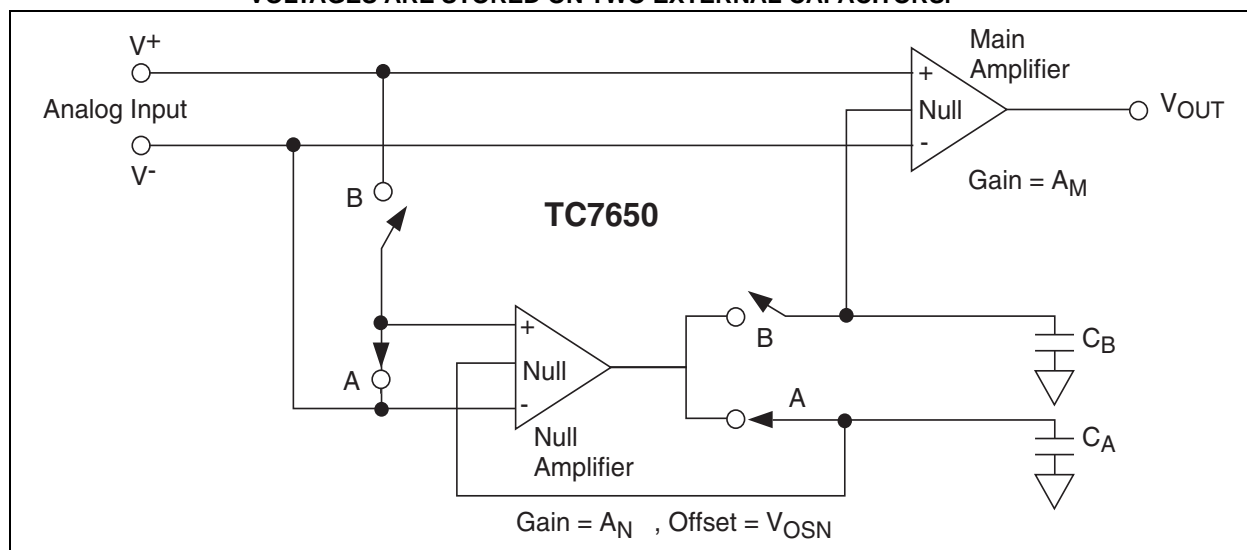 VOLTAGES ARE STORED ON TWO EXTERNAL CAPACITORS.
V+
Analog Input
V-
Main
Amplifier
+
Null
-
VOUT
Gain = AM
B
TC7650
A
+
Null
-
Null
Amplifier
B
A
CB
CA
Gain = AN , Offset = VOSN